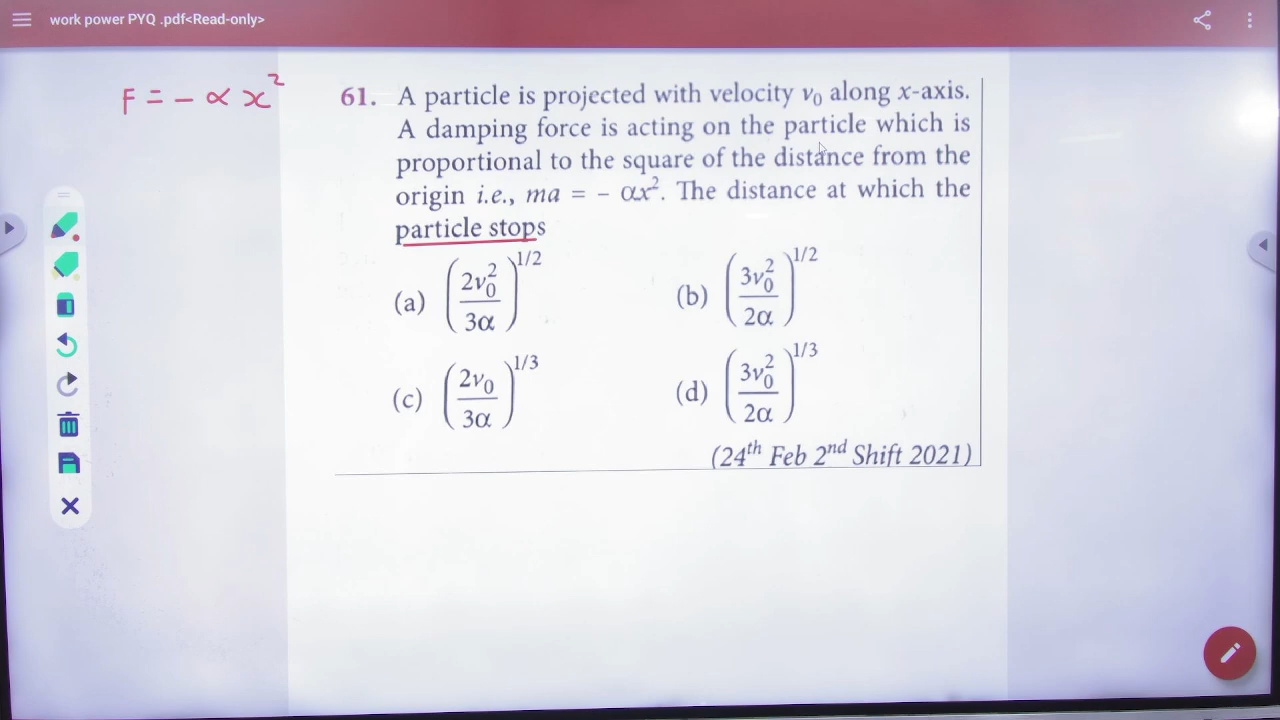 work power PYQ .pdf<Read-only>
F = - αx²
61. A particle is projected with velocity v₀ along x-axis.
A damping force is acting on the particle which is
proportional to the square of the distance from the
origin i.e., ma = – αx². The distance at which the
particle stops
(a) (2v₀²/3α)^1/2 (b) (3v₀²/2α)^1/2
(c) (2v₀/3α)^1/3 (d) (3v₀²/2α)^1/3
(24th Feb 2nd Shift 2021)